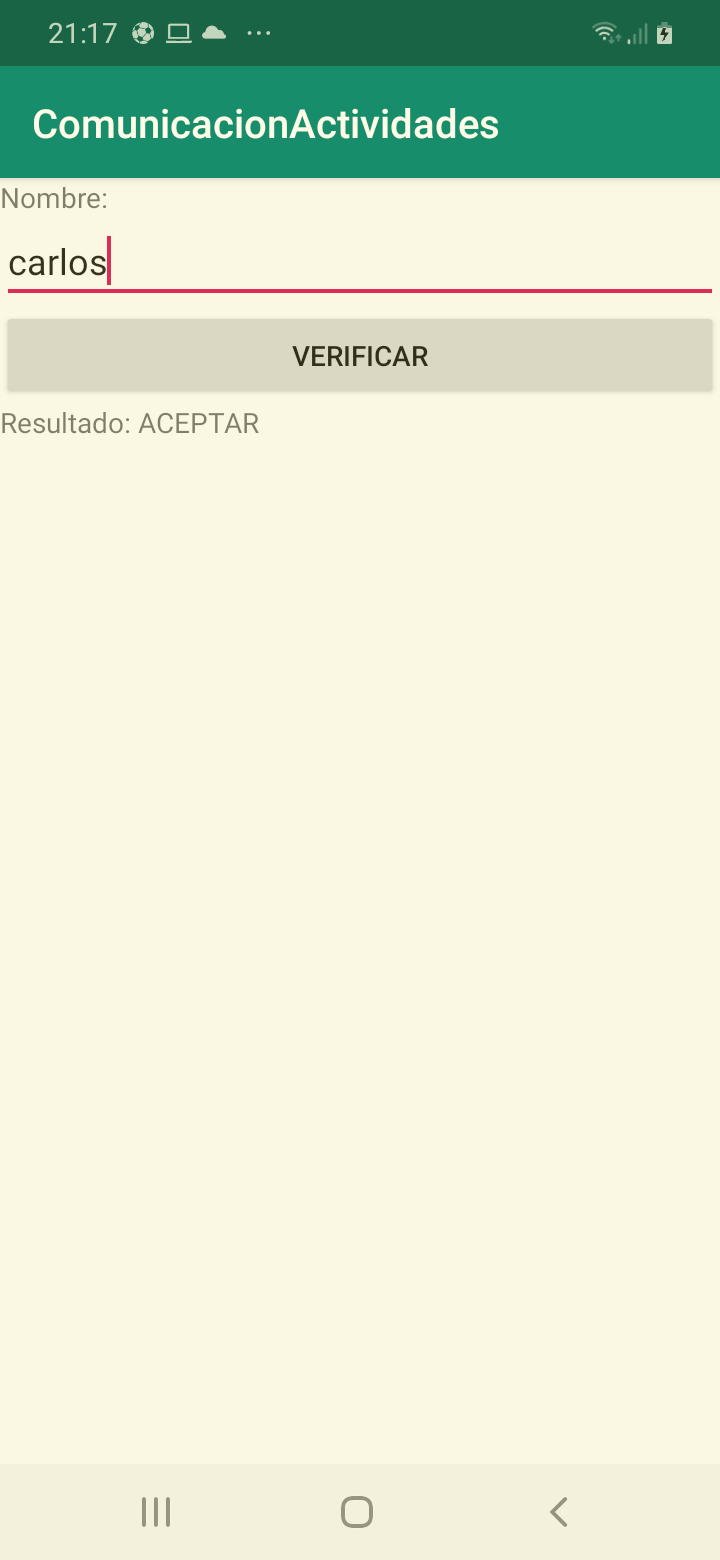 21:17
ComunicacionActividades
Nombre:
carlos
VERIFICAR
Resultado: ACEPTAR